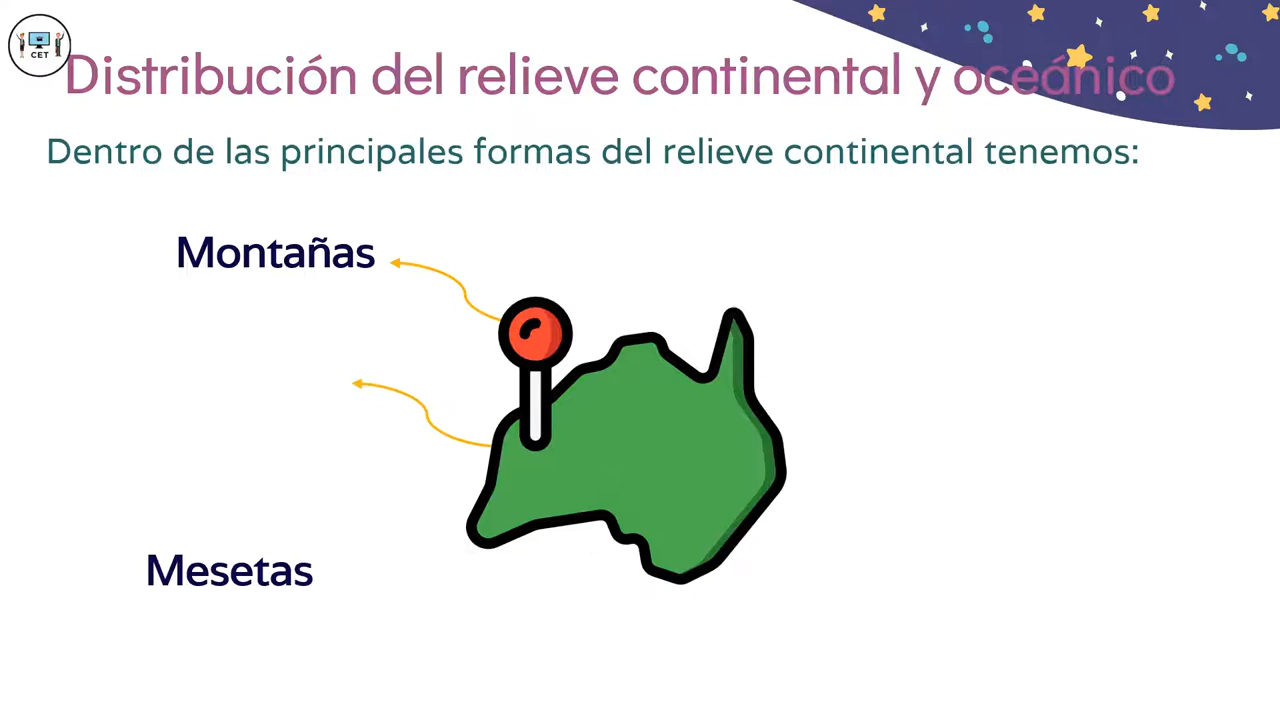 CET
Distribución del relieve continental y oceánico
Dentro de las principales formas del relieve continental tenemos:
Montañas
Mesetas